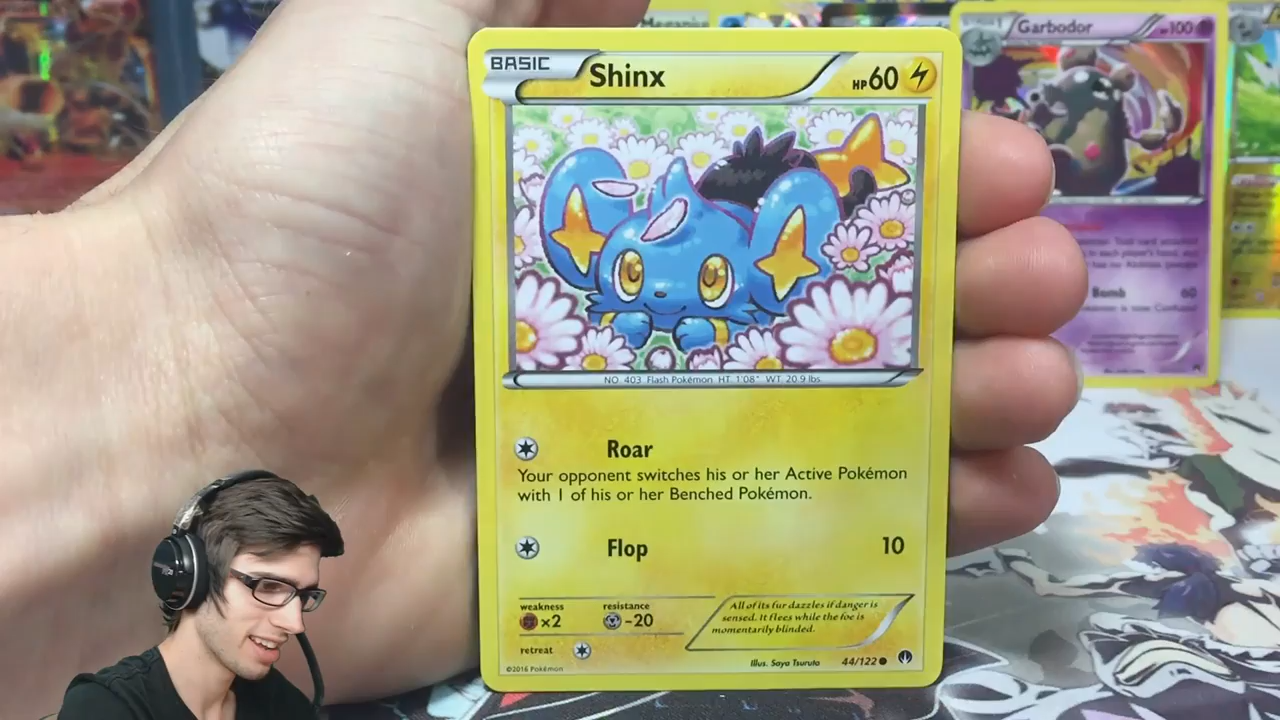 BASIC Shinx HP60
NO. 403 Flash Pokémon HT. 1'08" WT. 20.9 lbs.
Roar
Your opponent switches his or her Active Pokémon
with 1 of his or her Benched Pokémon.
Flop 10
weakness resistance
×2 -20
retreat
All of its fur dazzles if danger is
sensed. It flees while the foe is
momentarily blinded.
©2016 Pokémon Illus. Saya Tsuruta 44/122
Garbodor HP100
Bomb 60